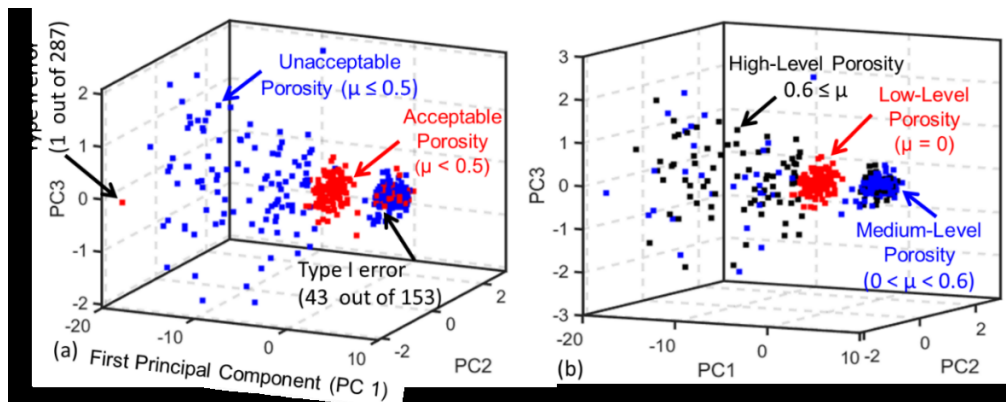 Type I error
(1 out of 287)
Unacceptable
Porosity (μ ≤ 0.5)
Acceptable
Porosity
(μ < 0.5)
Type I error
(43 out of 153)
PC3
2
1
0
-1
-2
-20
-10
0
10
-2
0
2
PC2
(a)
First Principal Component (PC 1)
High-Level Porosity
0.6 ≤ μ
Low-Level
Porosity
(μ = 0)
Medium-Level
Porosity
(0 < μ < 0.6)
PC3
3
2
1
0
-1
-2
-3
-20
-10
0
10
-2
0
2
PC1
PC2
(b)